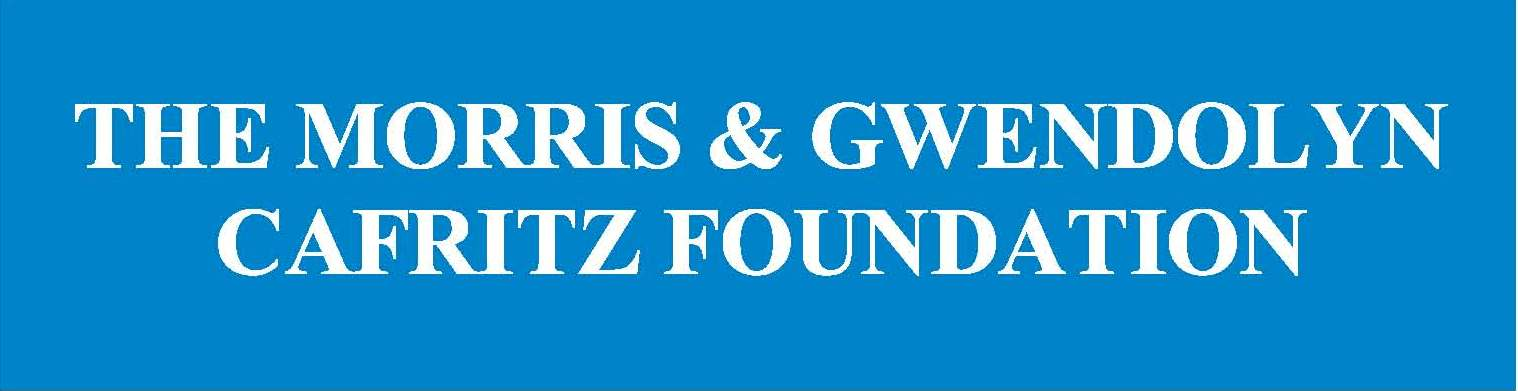 THE MORRIS & GWENDOLYN
CAFRITZ FOUNDATION